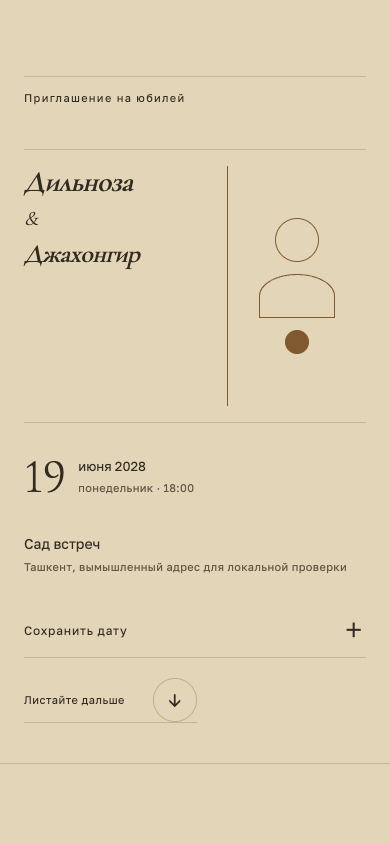 Приглашение на юбилей
Дильноза
&
Джахонгир
19
июня 2028
понедельник · 18:00
Сад встреч
Ташкент, вымышленный адрес для локальной проверки
Сохранить дату
Листайте дальше